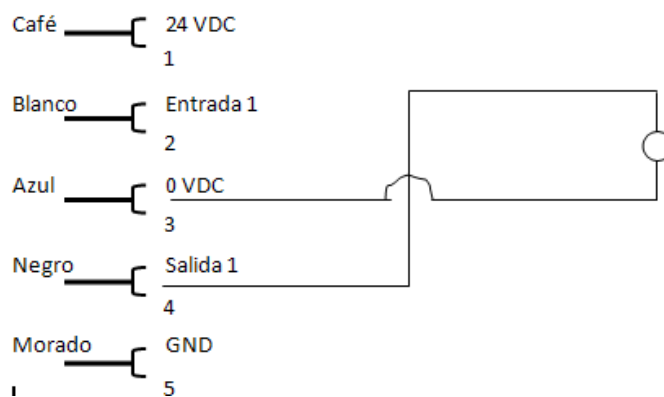 Café 24 VDC
1
Blanco Entrada 1
2
Azul 0 VDC
3
Negro Salida 1
4
Morado GND
5